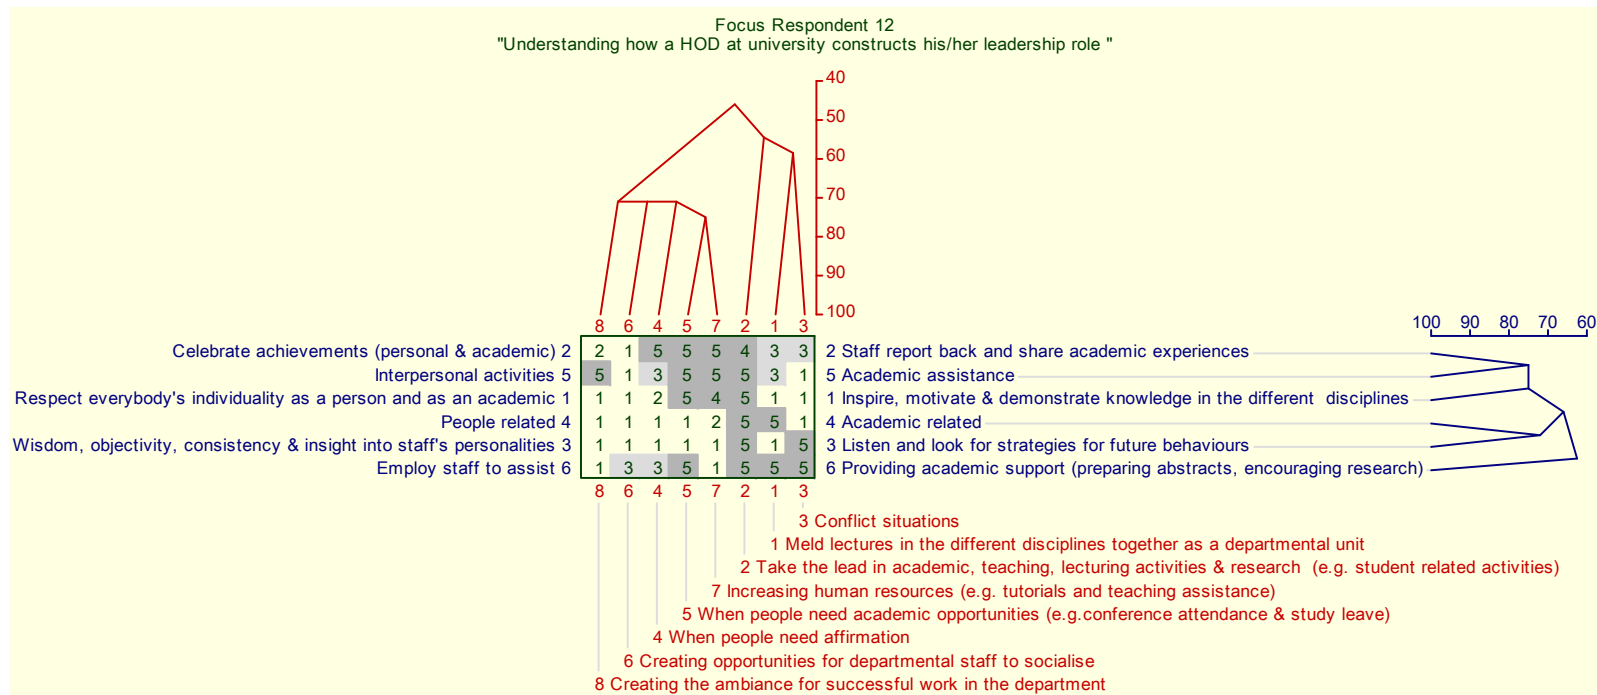 Focus Respondent 12
"Understanding how a HOD at university constructs his/her leadership role "
40
50
60
70
80
90
100
8 6 4 5 7 2 1 3
100 90 80 70 60
Celebrate achievements (personal & academic) 2 2 1 5 5 5 4 3 3 2 Staff report back and share academic experiences
Interpersonal activities 5 5 1 3 5 5 5 3 1 5 Academic assistance
Respect everybody's individuality as a person and as an academic 1 1 1 2 5 4 5 1 1 1 Inspire, motivate & demonstrate knowledge in the different disciplines
People related 4 1 1 1 1 2 5 5 1 4 Academic related
Wisdom, objectivity, consistency & insight into staff's personalities 3 1 1 1 1 1 5 1 5 3 Listen and look for strategies for future behaviours
Employ staff to assist 6 1 3 3 5 1 5 5 5 6 Providing academic support (preparing abstracts, encouraging research)
8 6 4 5 7 2 1 3
3 Conflict situations
1 Meld lectures in the different disciplines together as a departmental unit
2 Take the lead in academic, teaching, lecturing activities & research (e.g. student related activities)
7 Increasing human resources (e.g. tutorials and teaching assistance)
5 When people need academic opportunities (e.g.conference attendance & study leave)
4 When people need affirmation
6 Creating opportunities for departmental staff to socialise
8 Creating the ambiance for successful work in the department